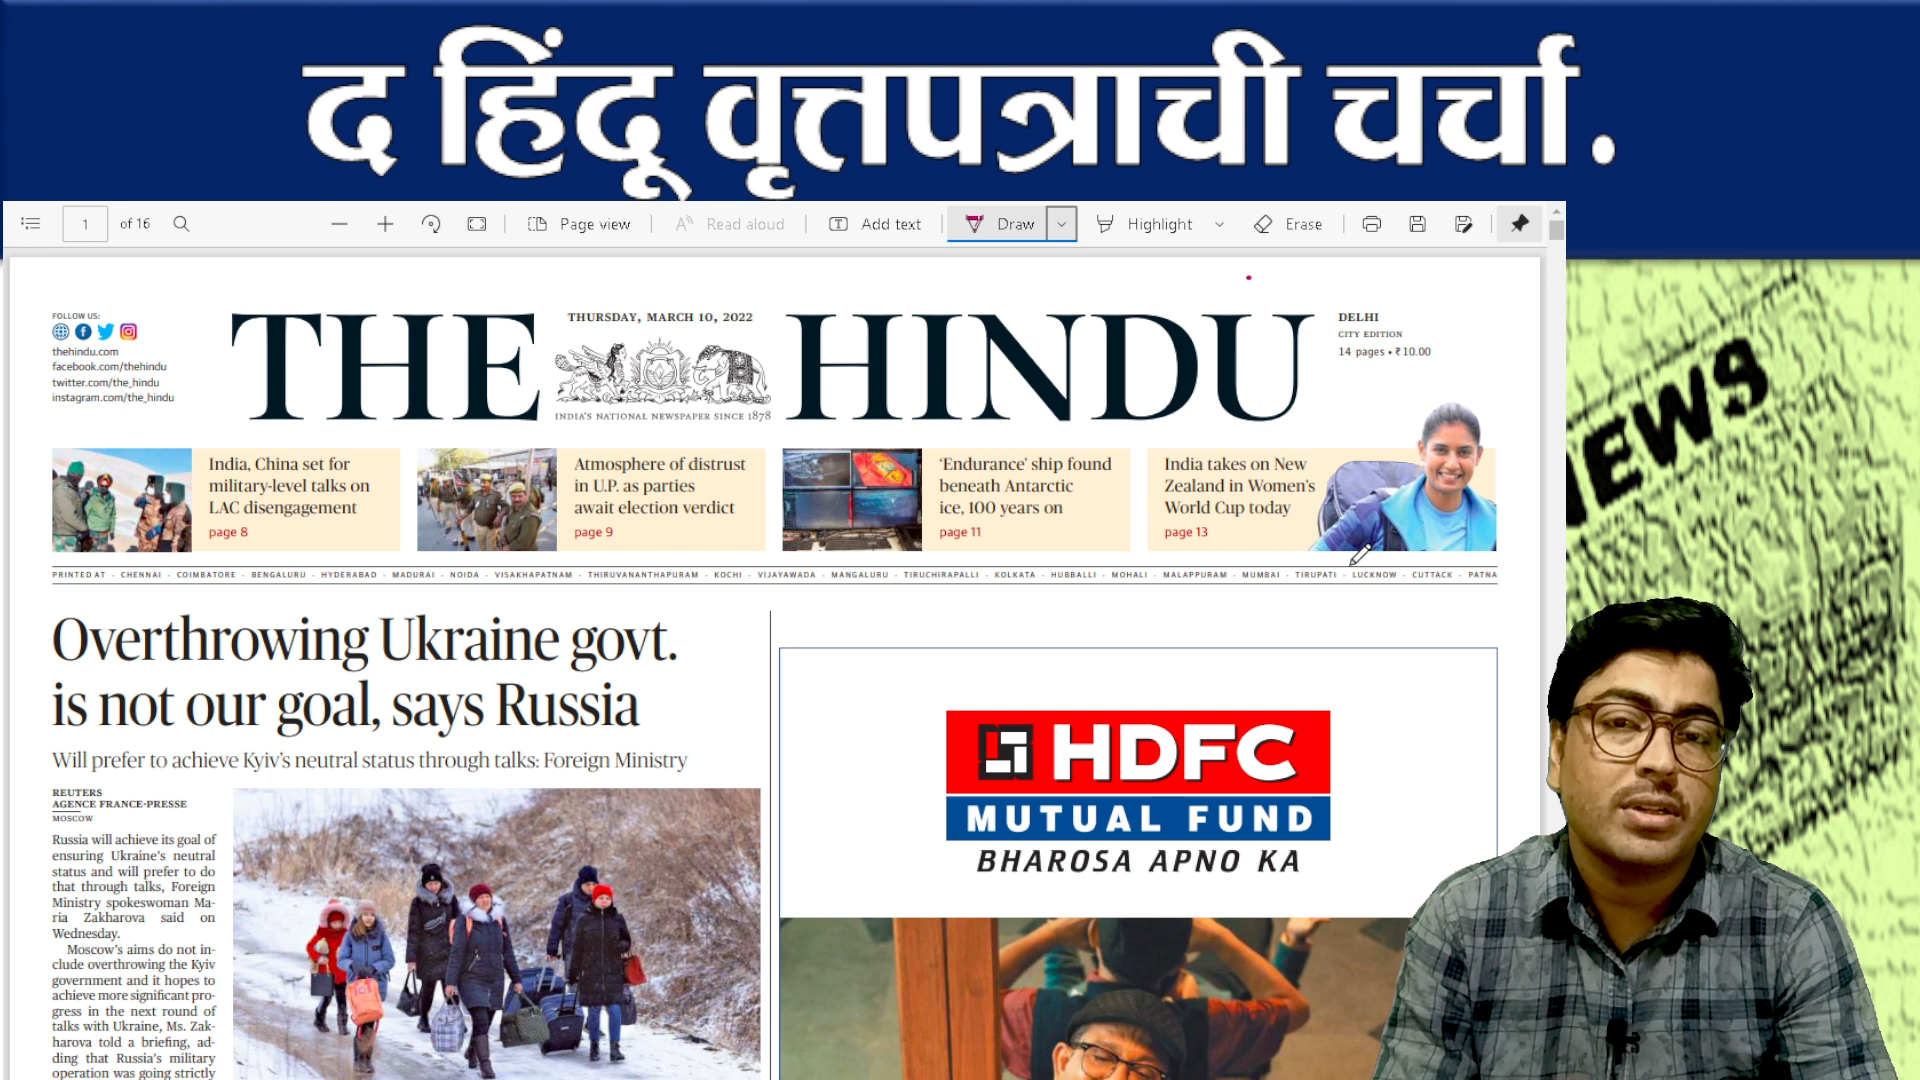 द हिंदू वृत्तपत्राची चर्चा.
1 of 16 Page view Read aloud Add text Draw Highlight Erase
FOLLOW US:
thehindu.com
facebook.com/thehindu
twitter.com/the_hindu
instagram.com/the_hindu
THE HINDU
THURSDAY, MARCH 10, 2022
INDIA'S NATIONAL NEWSPAPER SINCE 1878
DELHI
CITY EDITION
14 pages • ₹10.00
India, China set for
military-level talks on
LAC disengagement
page 8
Atmosphere of distrust
in U.P. as parties
await election verdict
page 9
‘Endurance’ ship found
beneath Antarctic
ice, 100 years on
page 11
India takes on New
Zealand in Women's
World Cup today
page 13
PRINTED AT - CHENNAI - COIMBATORE - BENGALURU - HYDERABAD - MADURAI - NOIDA - VISAKHAPATNAM - THIRUVANANTHAPURAM - KOCHI - VIJAYAWADA - MANGALURU - TIRUCHIRAPALLI - KOLKATA - HUBBALLI - MOHALI - MALAPPURAM - MUMBAI - TIRUPATI - LUCKNOW - CUTTACK - PATNA
Overthrowing Ukraine govt.
is not our goal, says Russia
Will prefer to achieve Kyiv's neutral status through talks: Foreign Ministry
REUTERS
AGENCE FRANCE-PRESSE
MOSCOW
Russia will achieve its goal of
ensuring Ukraine's neutral
status and will prefer to do
that through talks, Foreign
Ministry spokeswoman Ma-
ria Zakharova said on
Wednesday.
Moscow's aims do not in-
clude overthrowing the Kyiv
government and it hopes to
achieve more significant pro-
gress in the next round of
talks with Ukraine, Ms. Zak-
harova told a briefing, ad-
ding that Russia's military
operation was going strictly
HDFC
MUTUAL FUND
BHAROSA APNO KA
NEWS